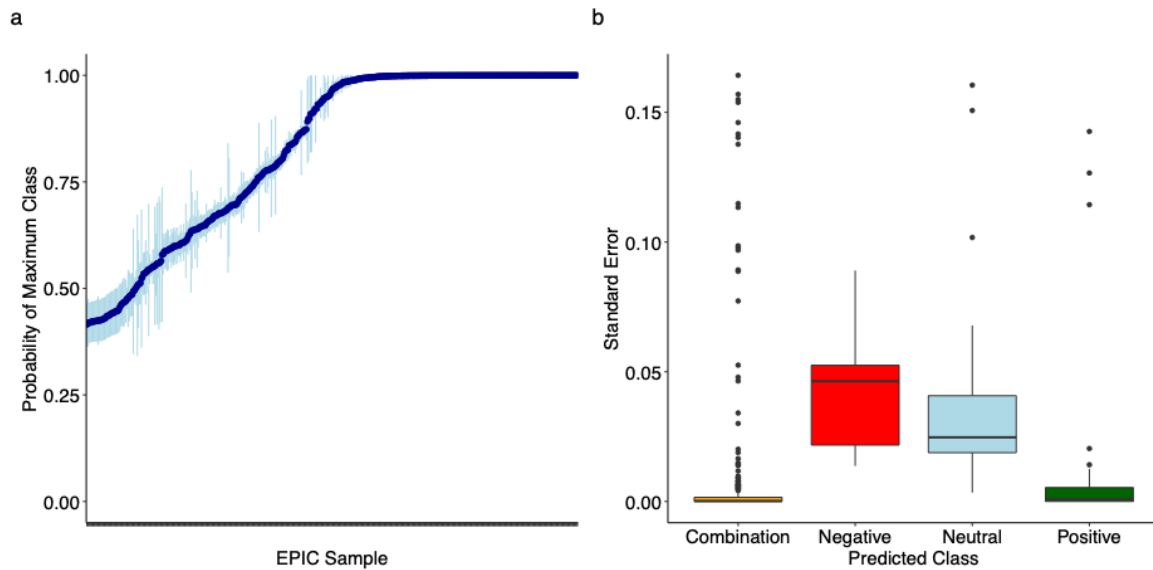 a
1.00
0.75
0.50
0.25
0.00
Probability of Maximum Class
EPIC Sample
b
0.15
0.10
0.05
0.00
Standard Error
Combination Negative Neutral Positive
Predicted Class